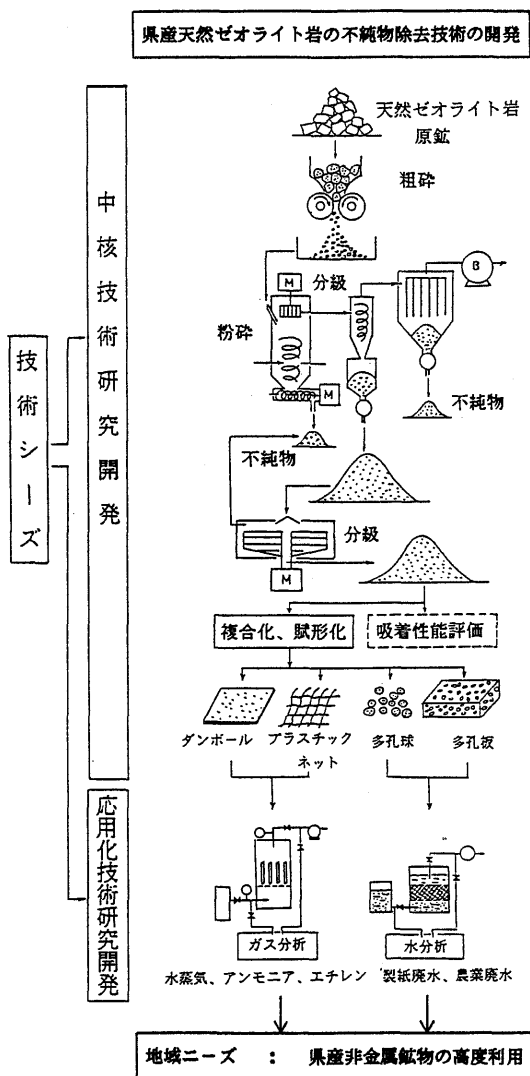 県産天然ゼオライト岩の不純物除去技術の開発
技術シーズ
中核技術研究開発
応用化技術研究開発
天然ゼオライト岩
原鉱
粗砕
M
分級
B
粉砕
M
不純物
不純物
分級
M
複合化、賦形化
吸着性能評価
ダンボール
プラスチック
ネット
多孔球
多孔板
ガス分析
水分析
水蒸気、アンモニア、エチレン
製紙廃水、農業廃水
地域ニーズ : 県産非金属鉱物の高度利用